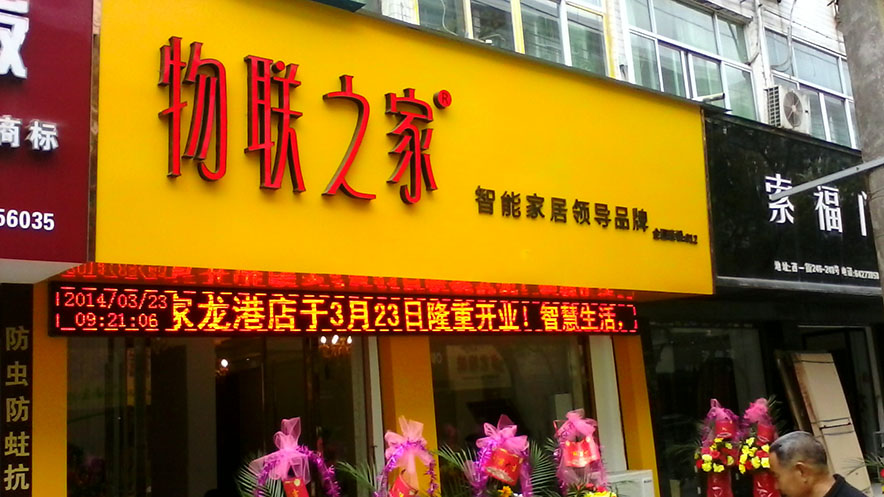 商标
56035
物联之家®
智能家居领导品牌
2014/03/23
09:21:06
家龙港店于3月23日隆重开业！智慧生活，
索福
防虫防蛀抗